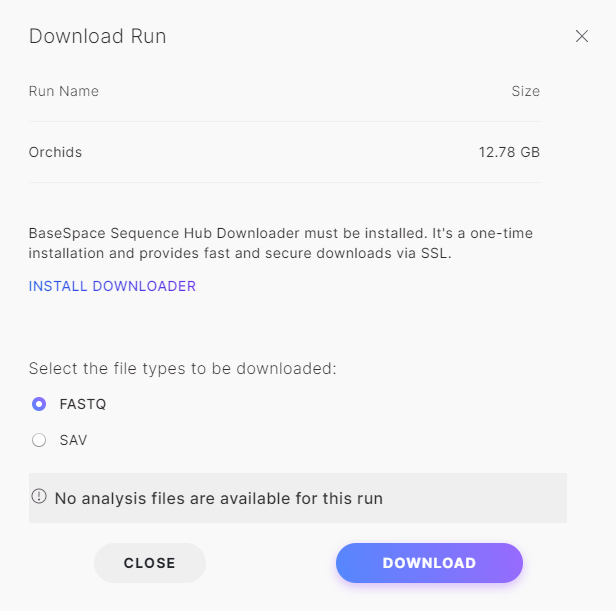 Download Run
Run Name Size
Orchids 12.78 GB
BaseSpace Sequence Hub Downloader must be installed. It's a one-time
installation and provides fast and secure downloads via SSL.
INSTALL DOWNLOADER
Select the file types to be downloaded:
FASTQ
SAV
No analysis files are available for this run
CLOSE DOWNLOAD